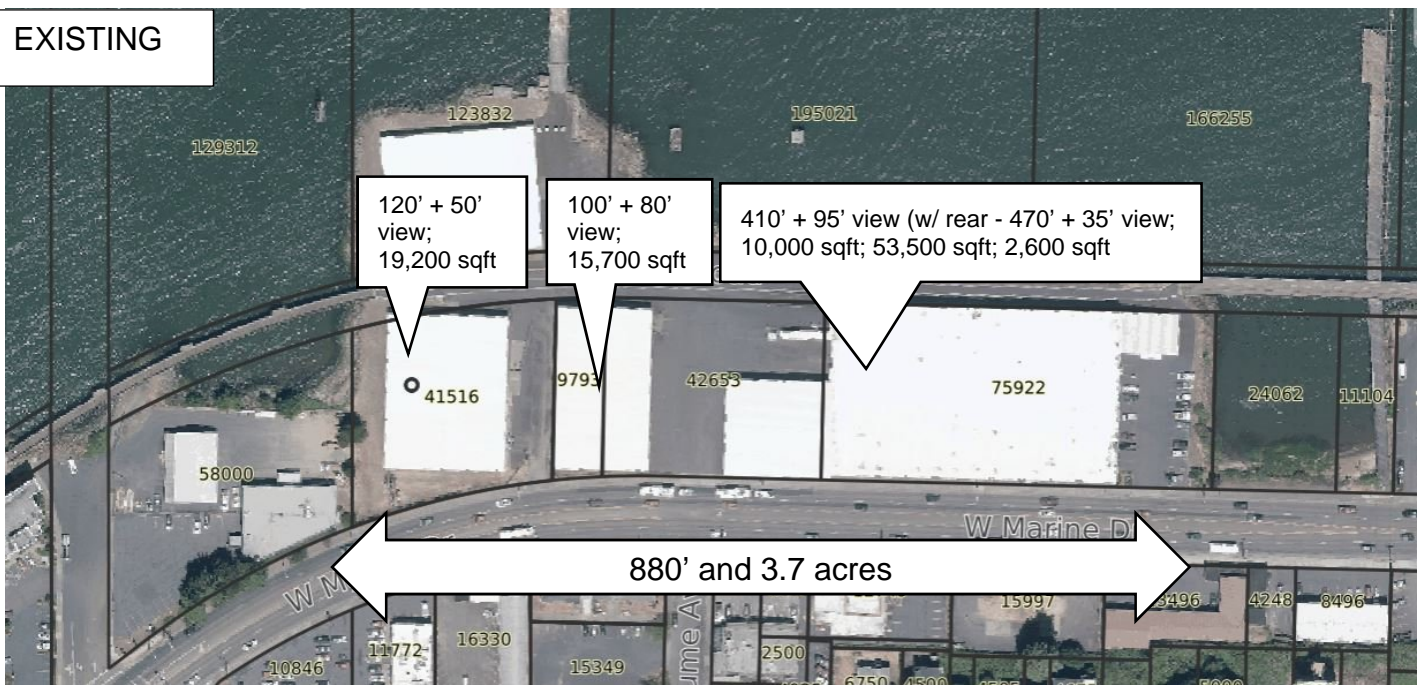 EXISTING
123832
195021
166255
129312
120’ + 50’
view;
19,200 sqft
100’ + 80’
view;
15,700 sqft
410’ + 95’ view (w/ rear - 470’ + 35’ view;
10,000 sqft; 53,500 sqft; 2,600 sqft
41516
9793
42653
75922
24062
11104
58000
W Marine D
880’ and 3.7 acres
W M
15997
3496
4248
8496
11772
16330
10846
15349
ume A
2500
6750
4500